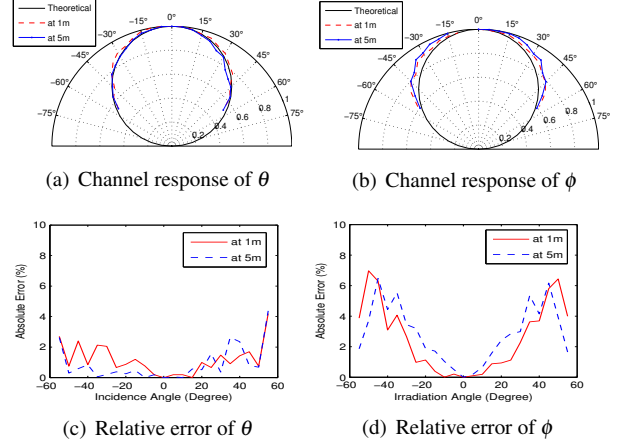 Theoretical
at 1m
at 5m
0°
−15° 15°
−30° 30°
−45° 45°
−60° 60°
−75° 75°
0.2 0.4 0.6 0.8 1
(a) Channel response of θ
Theoretical
at 1m
at 5m
0°
−15° 15°
−30° 30°
−45° 45°
−60° 60°
−75° 75°
0.2 0.4 0.6 0.8 1
(b) Channel response of ϕ
10
8
6
4
2
0
Absolute Error (%)
at 1m
at 5m
−60 −40 −20 0 20 40 60
Incidence Angle (Degree)
(c) Relative error of θ
10
8
6
4
2
0
Absolute Error (%)
at 1m
at 5m
−60 −40 −20 0 20 40 60
Irradiation Angle (Degree)
(d) Relative error of ϕ